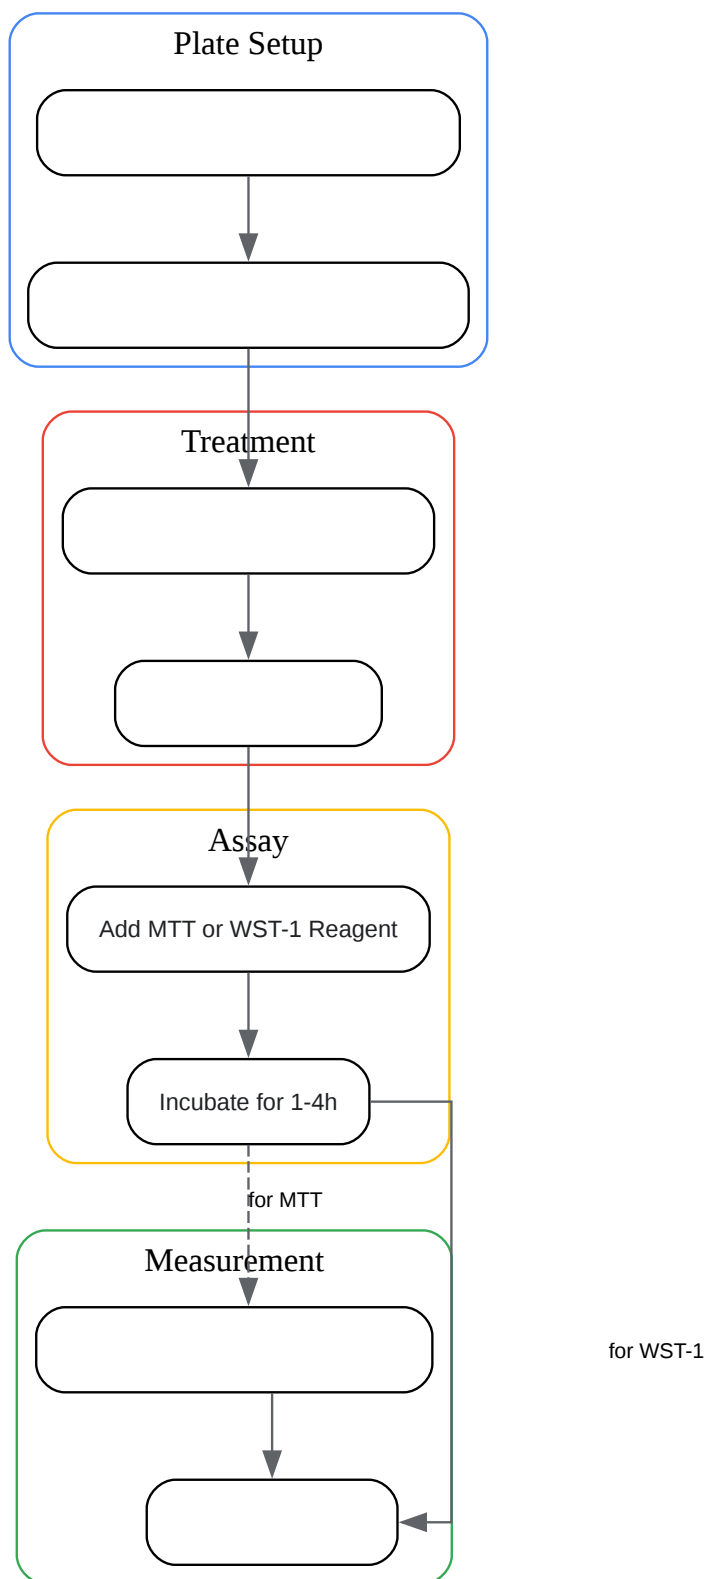 Plate Setup
Treatment
Assay
Add MTT or WST-1 Reagent
Incubate for 1-4h
for MTT
Measurement
for WST-1